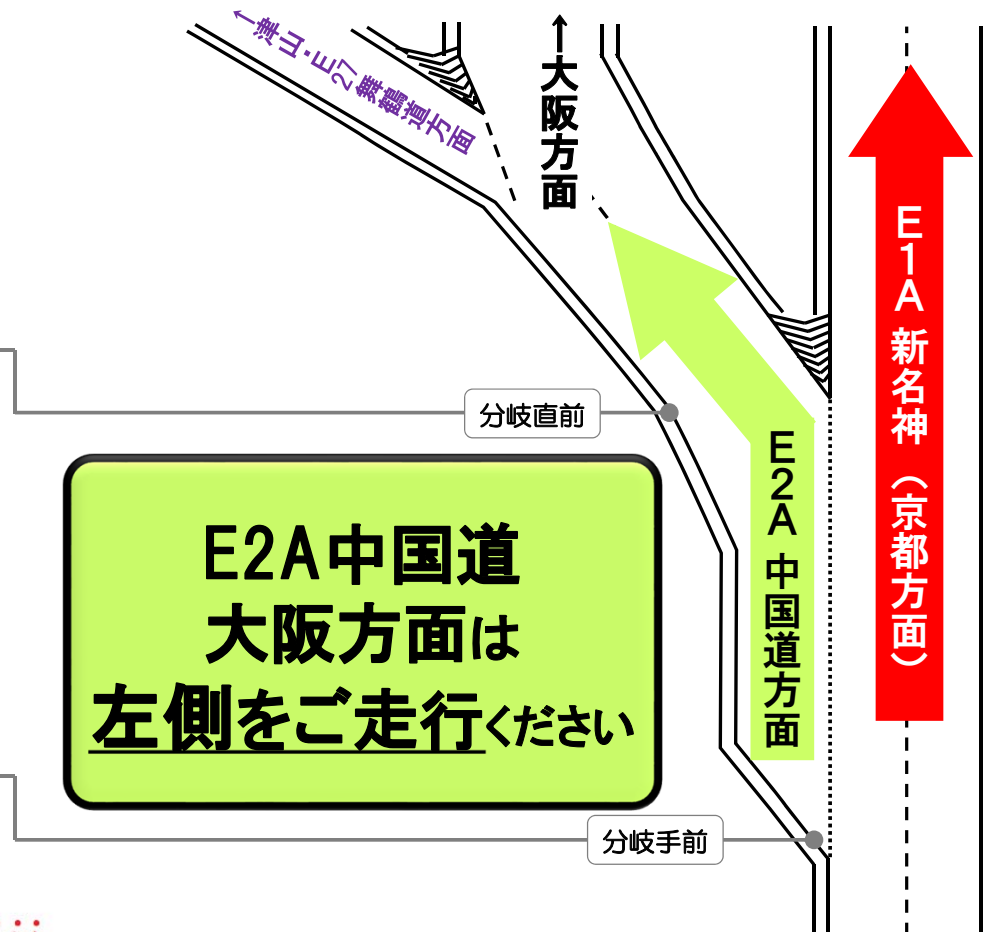 ←津山・E27舞鶴道方面
←大阪方面
E1A 新名神 （京都方面）
分岐直前
E2A 中国道方面
E2A中国道
大阪方面は
左側をご走行ください
分岐手前